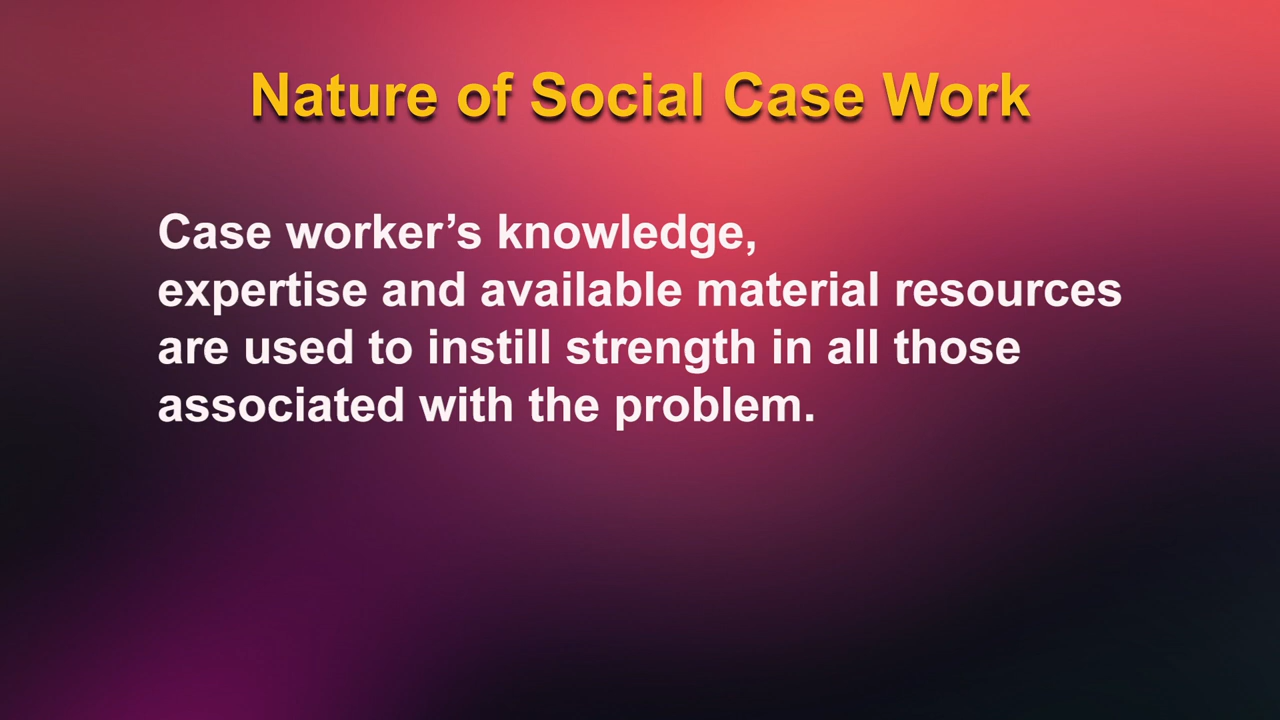 Nature of Social Case Work
Case worker’s knowledge,
expertise and available material resources
are used to instill strength in all those
associated with the problem.